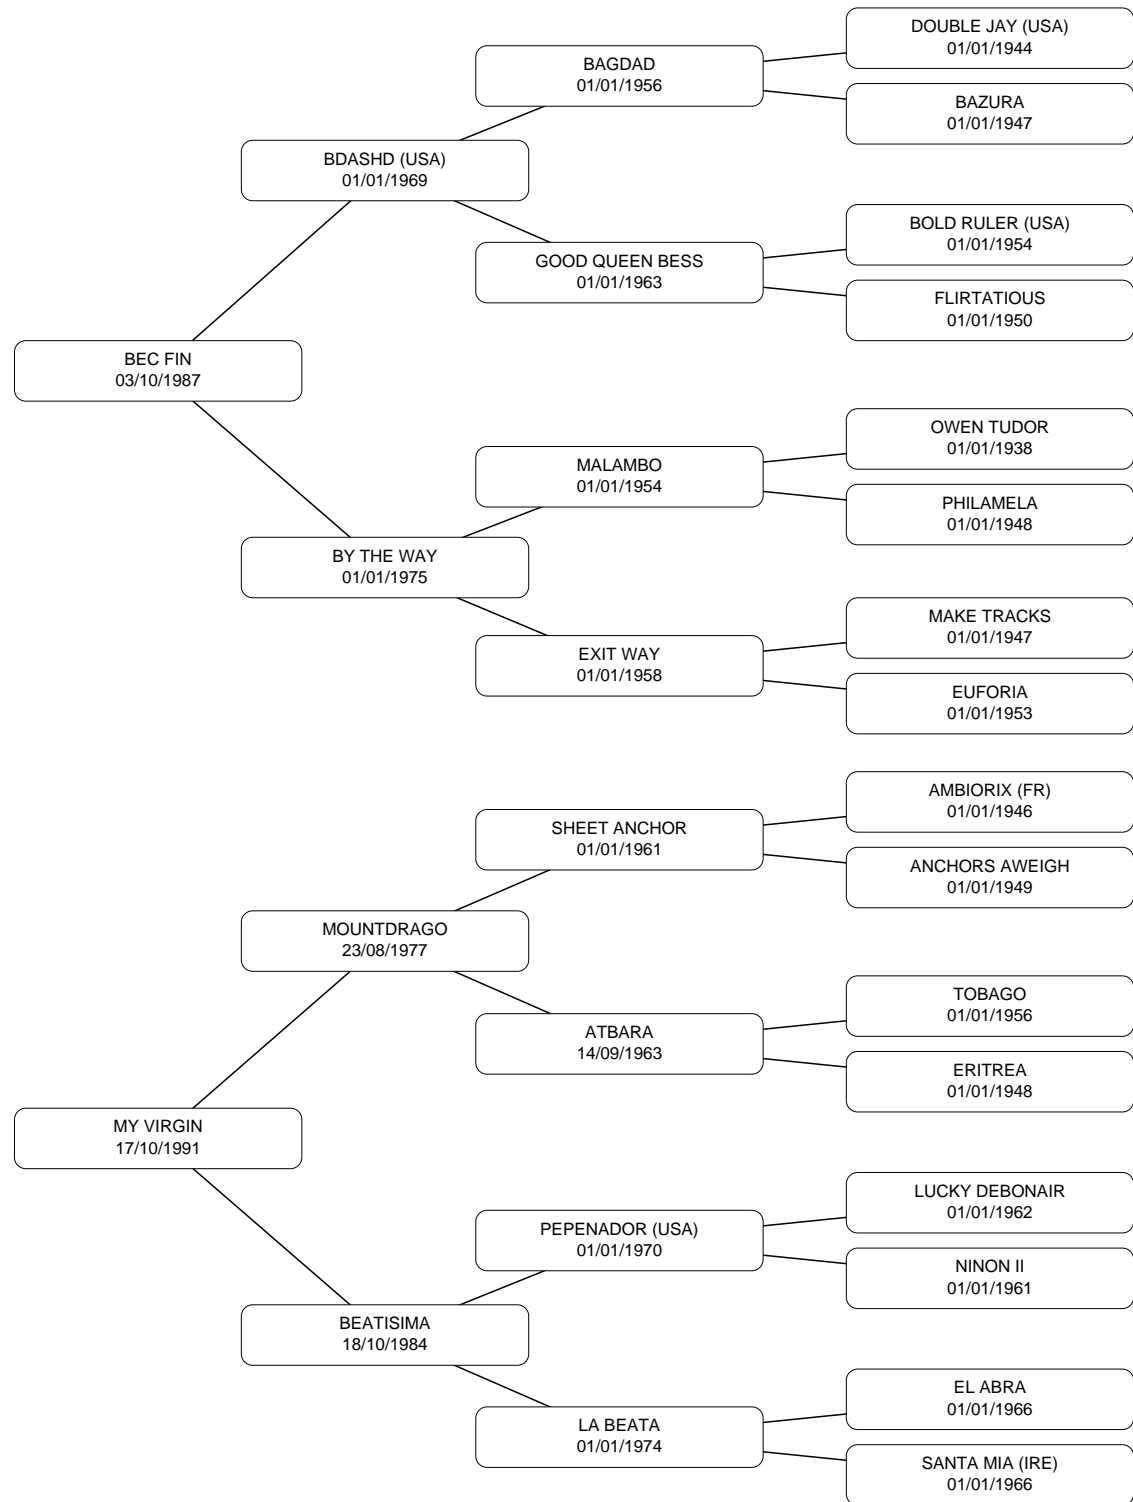 DOUBLE JAY (USA)
01/01/1944
BAGDAD
01/01/1956
BAZURA
01/01/1947
BDASHD (USA)
01/01/1969
BOLD RULER (USA)
01/01/1954
GOOD QUEEN BESS
01/01/1963
FLIRTATIOUS
01/01/1950
BEC FIN
03/10/1987
OWEN TUDOR
01/01/1938
MALAMBO
01/01/1954
PHILAMELA
01/01/1948
BY THE WAY
01/01/1975
MAKE TRACKS
01/01/1947
EXIT WAY
01/01/1958
EUFORIA
01/01/1953
AMBIORIX (FR)
01/01/1946
SHEET ANCHOR
01/01/1961
ANCHORS AWEIGH
01/01/1949
MOUNTDRAGO
23/08/1977
TOBAGO
01/01/1956
ATBARA
14/09/1963
ERITREA
01/01/1948
MY VIRGIN
17/10/1991
LUCKY DEBONAIR
01/01/1962
PEPENADOR (USA)
01/01/1970
NINON II
01/01/1961
BEATISIMA
18/10/1984
EL ABRA
01/01/1966
LA BEATA
01/01/1974
SANTA MIA (IRE)
01/01/1966